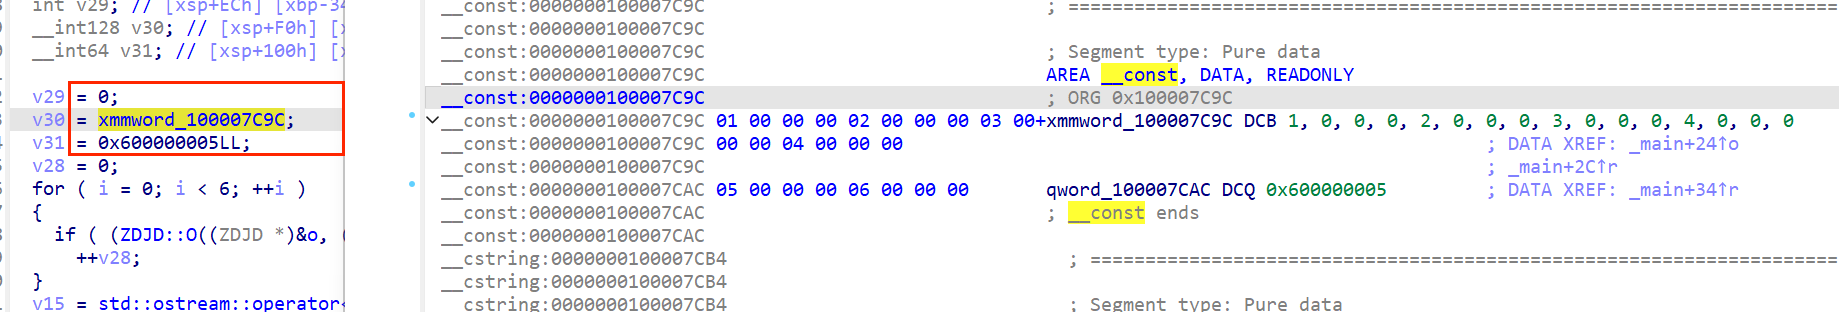 int v29; // [xsp+ECh] [xbp-34
__int128 v30; // [xsp+F0h] [x
__int64 v31; // [xsp+100h] [x
v29 = 0;
v30 = xmmword_100007C9C;
v31 = 0x600000005LL;
v28 = 0;
for ( i = 0; i < 6; ++i )
{
if ( (ZDJD::O((ZDJD *)&o, (
++v28;
}
v15 = std::ostream::operator<
__const:0000000100007C9C ; ======================================================================
__const:0000000100007C9C
__const:0000000100007C9C ; Segment type: Pure data
__const:0000000100007C9C AREA __const, DATA, READONLY
__const:0000000100007C9C ; ORG 0x100007C9C
__const:0000000100007C9C 01 00 00 00 02 00 00 00 03 00+xmmword_100007C9C DCB 1, 0, 0, 0, 2, 0, 0, 0, 3, 0, 0, 0, 4, 0, 0, 0
__const:0000000100007C9C 00 00 04 00 00 00 ; DATA XREF: _main+24↑o
__const:0000000100007C9C ; _main+2C↑r
__const:0000000100007CAC 05 00 00 00 06 00 00 00 qword_100007CAC DCQ 0x600000005 ; DATA XREF: _main+34↑r
__const:0000000100007CAC ; __const ends
__const:0000000100007CAC
__cstring:0000000100007CB4 ; ====================================================================
__cstring:0000000100007CB4
__cstring:0000000100007CB4 ; Segment type: Pure data